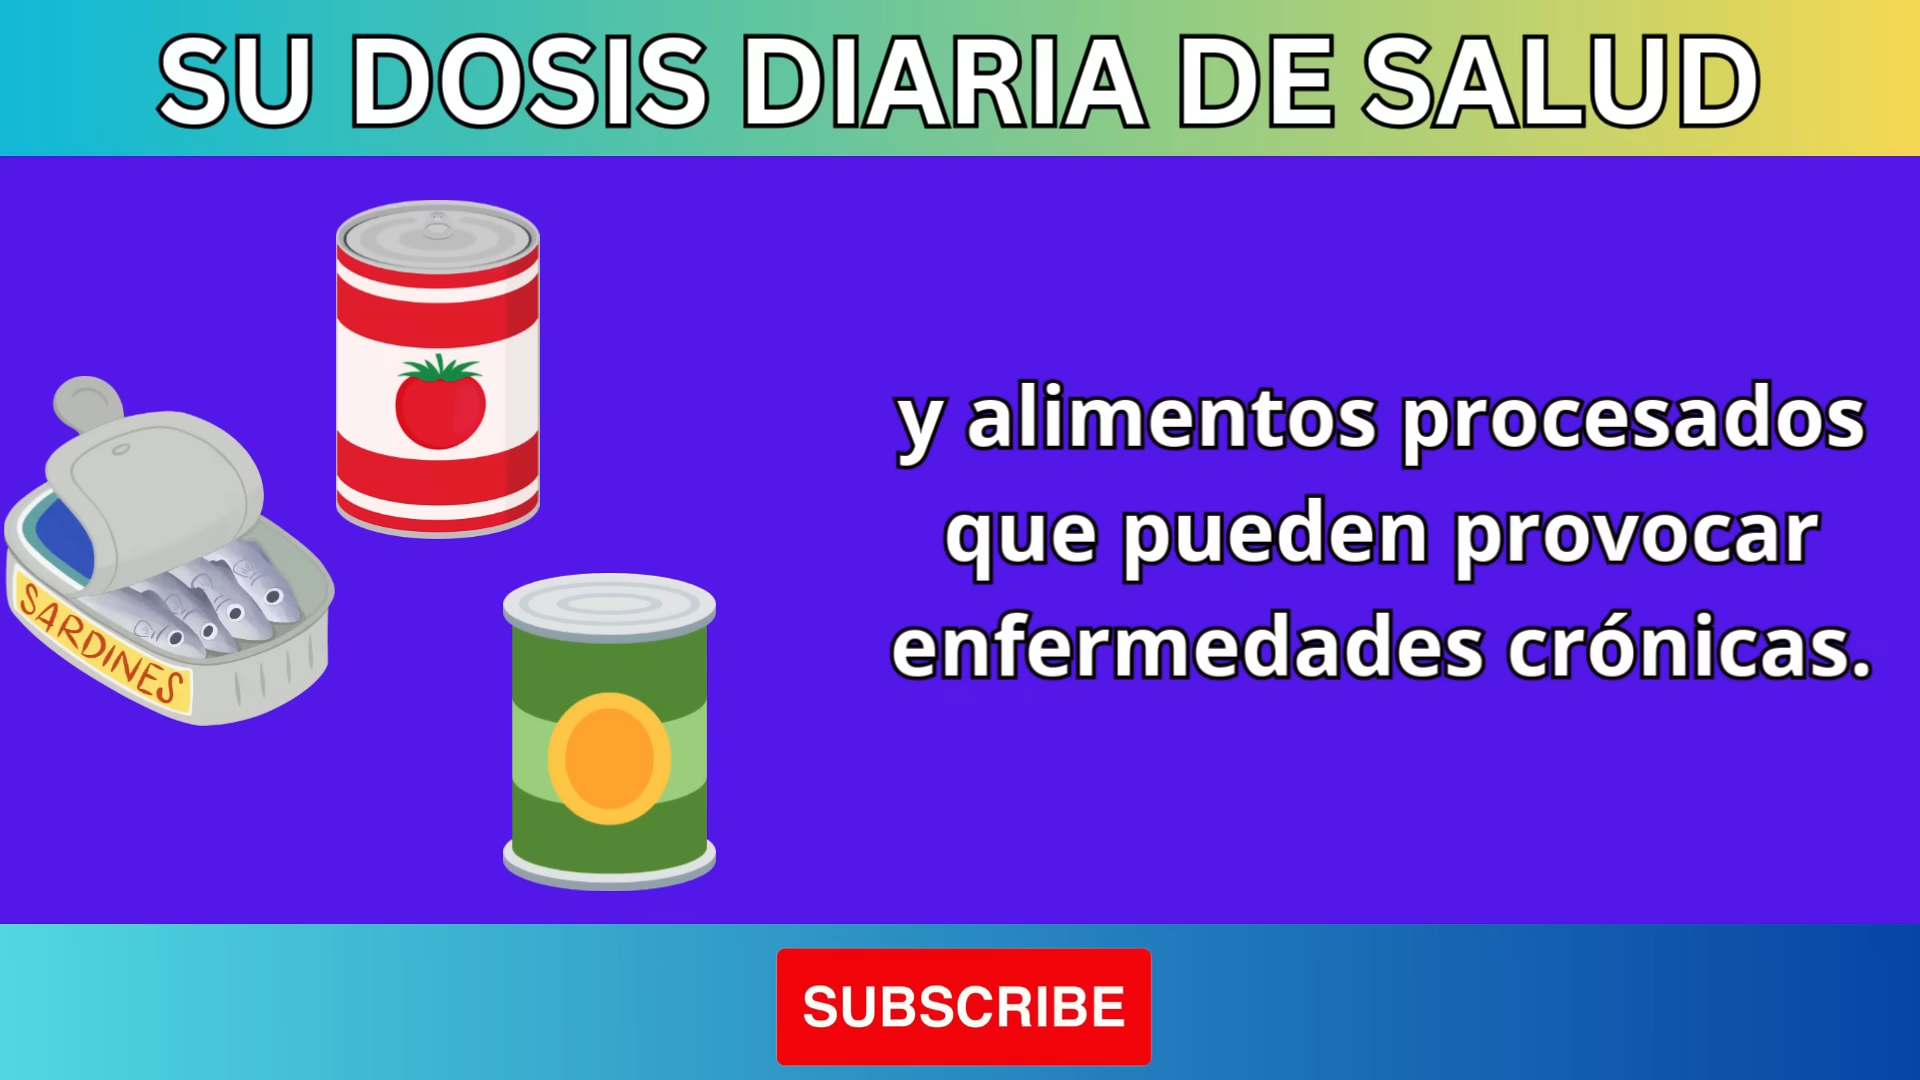 SU DOSIS DIARIA DE SALUD
SARDINES
y alimentos procesados
que pueden provocar
enfermedades crónicas.
SUBSCRIBE